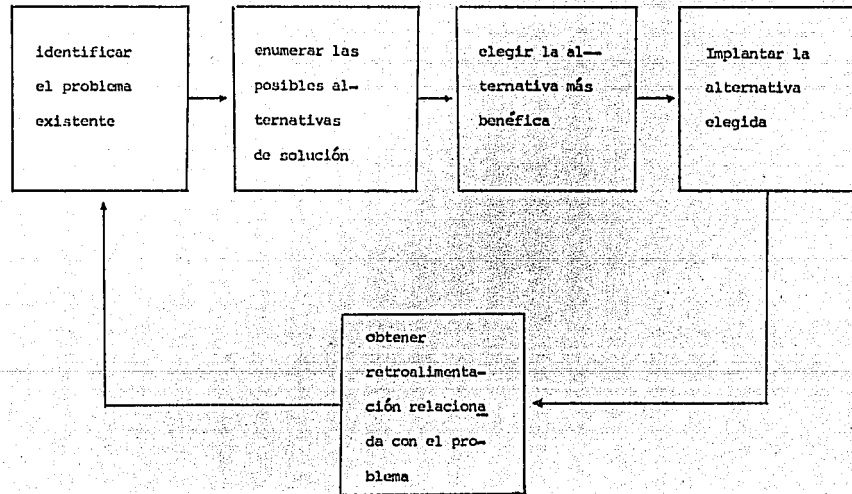 identificar
el problema
existente
enumerar las
posibles al-
ternativas
de solución
elegir la al-
ternativa más
benéfica
Implantar la
alternativa
elegida
obtener
retroalimenta-
ción relaciona
da con el pro-
blema